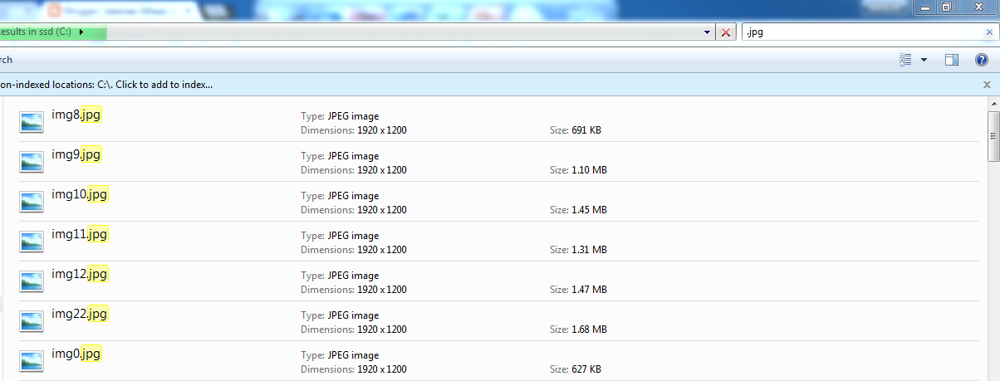 Results in ssd (C:)
.jpg
rch
on-indexed locations: C:\. Click to add to index...
img8.jpg
Type: JPEG image
Dimensions: 1920 x 1200
Size: 691 KB
img9.jpg
Type: JPEG image
Dimensions: 1920 x 1200
Size: 1.10 MB
img10.jpg
Type: JPEG image
Dimensions: 1920 x 1200
Size: 1.45 MB
img11.jpg
Type: JPEG image
Dimensions: 1920 x 1200
Size: 1.31 MB
img12.jpg
Type: JPEG image
Dimensions: 1920 x 1200
Size: 1.47 MB
img22.jpg
Type: JPEG image
Dimensions: 1920 x 1200
Size: 1.68 MB
img0.jpg
Type: JPEG image
Dimensions: 1920 x 1200
Size: 627 KB